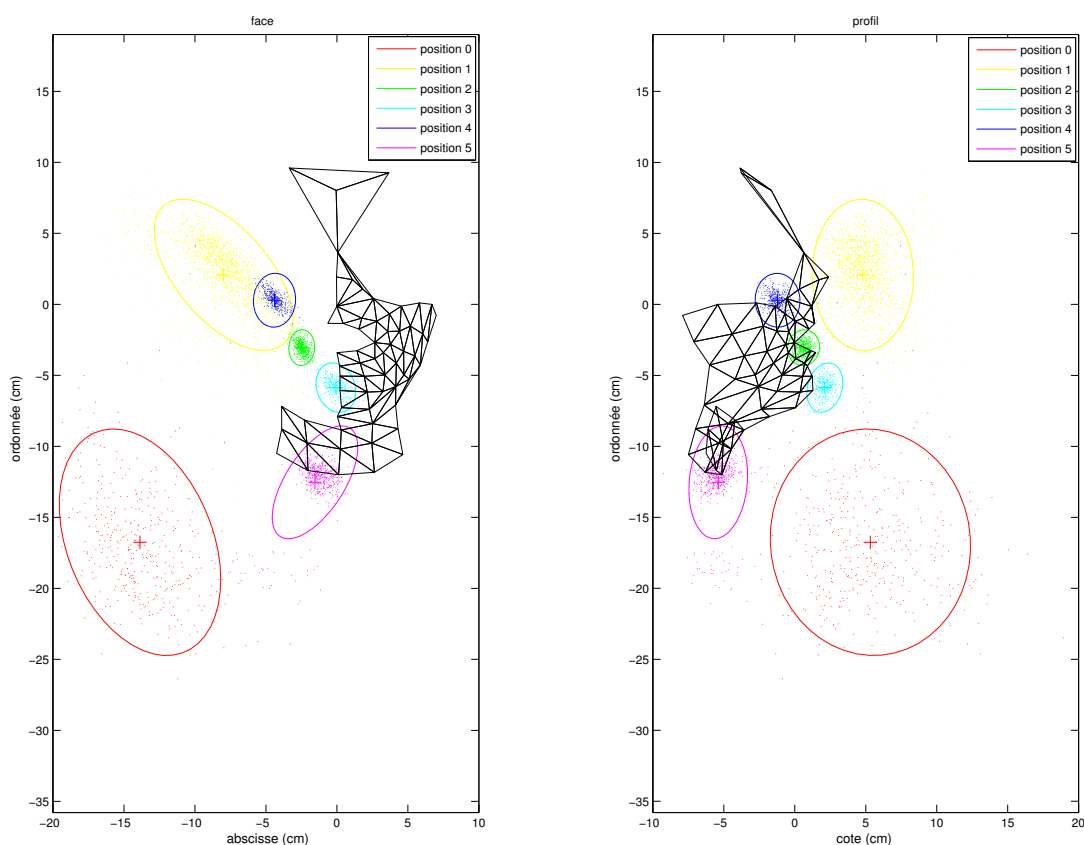 face
position 0
position 1
position 2
position 3
position 4
position 5
15
10
5
0
−5
−10
−15
−20
−25
−30
−35
ordonnée (cm)
−20
−15
−10
−5
0
5
10
abscisse (cm)
profil
position 0
position 1
position 2
position 3
position 4
position 5
15
10
5
0
−5
−10
−15
−20
−25
−30
−35
ordonnée (cm)
−10
−5
0
5
10
15
20
cote (cm)